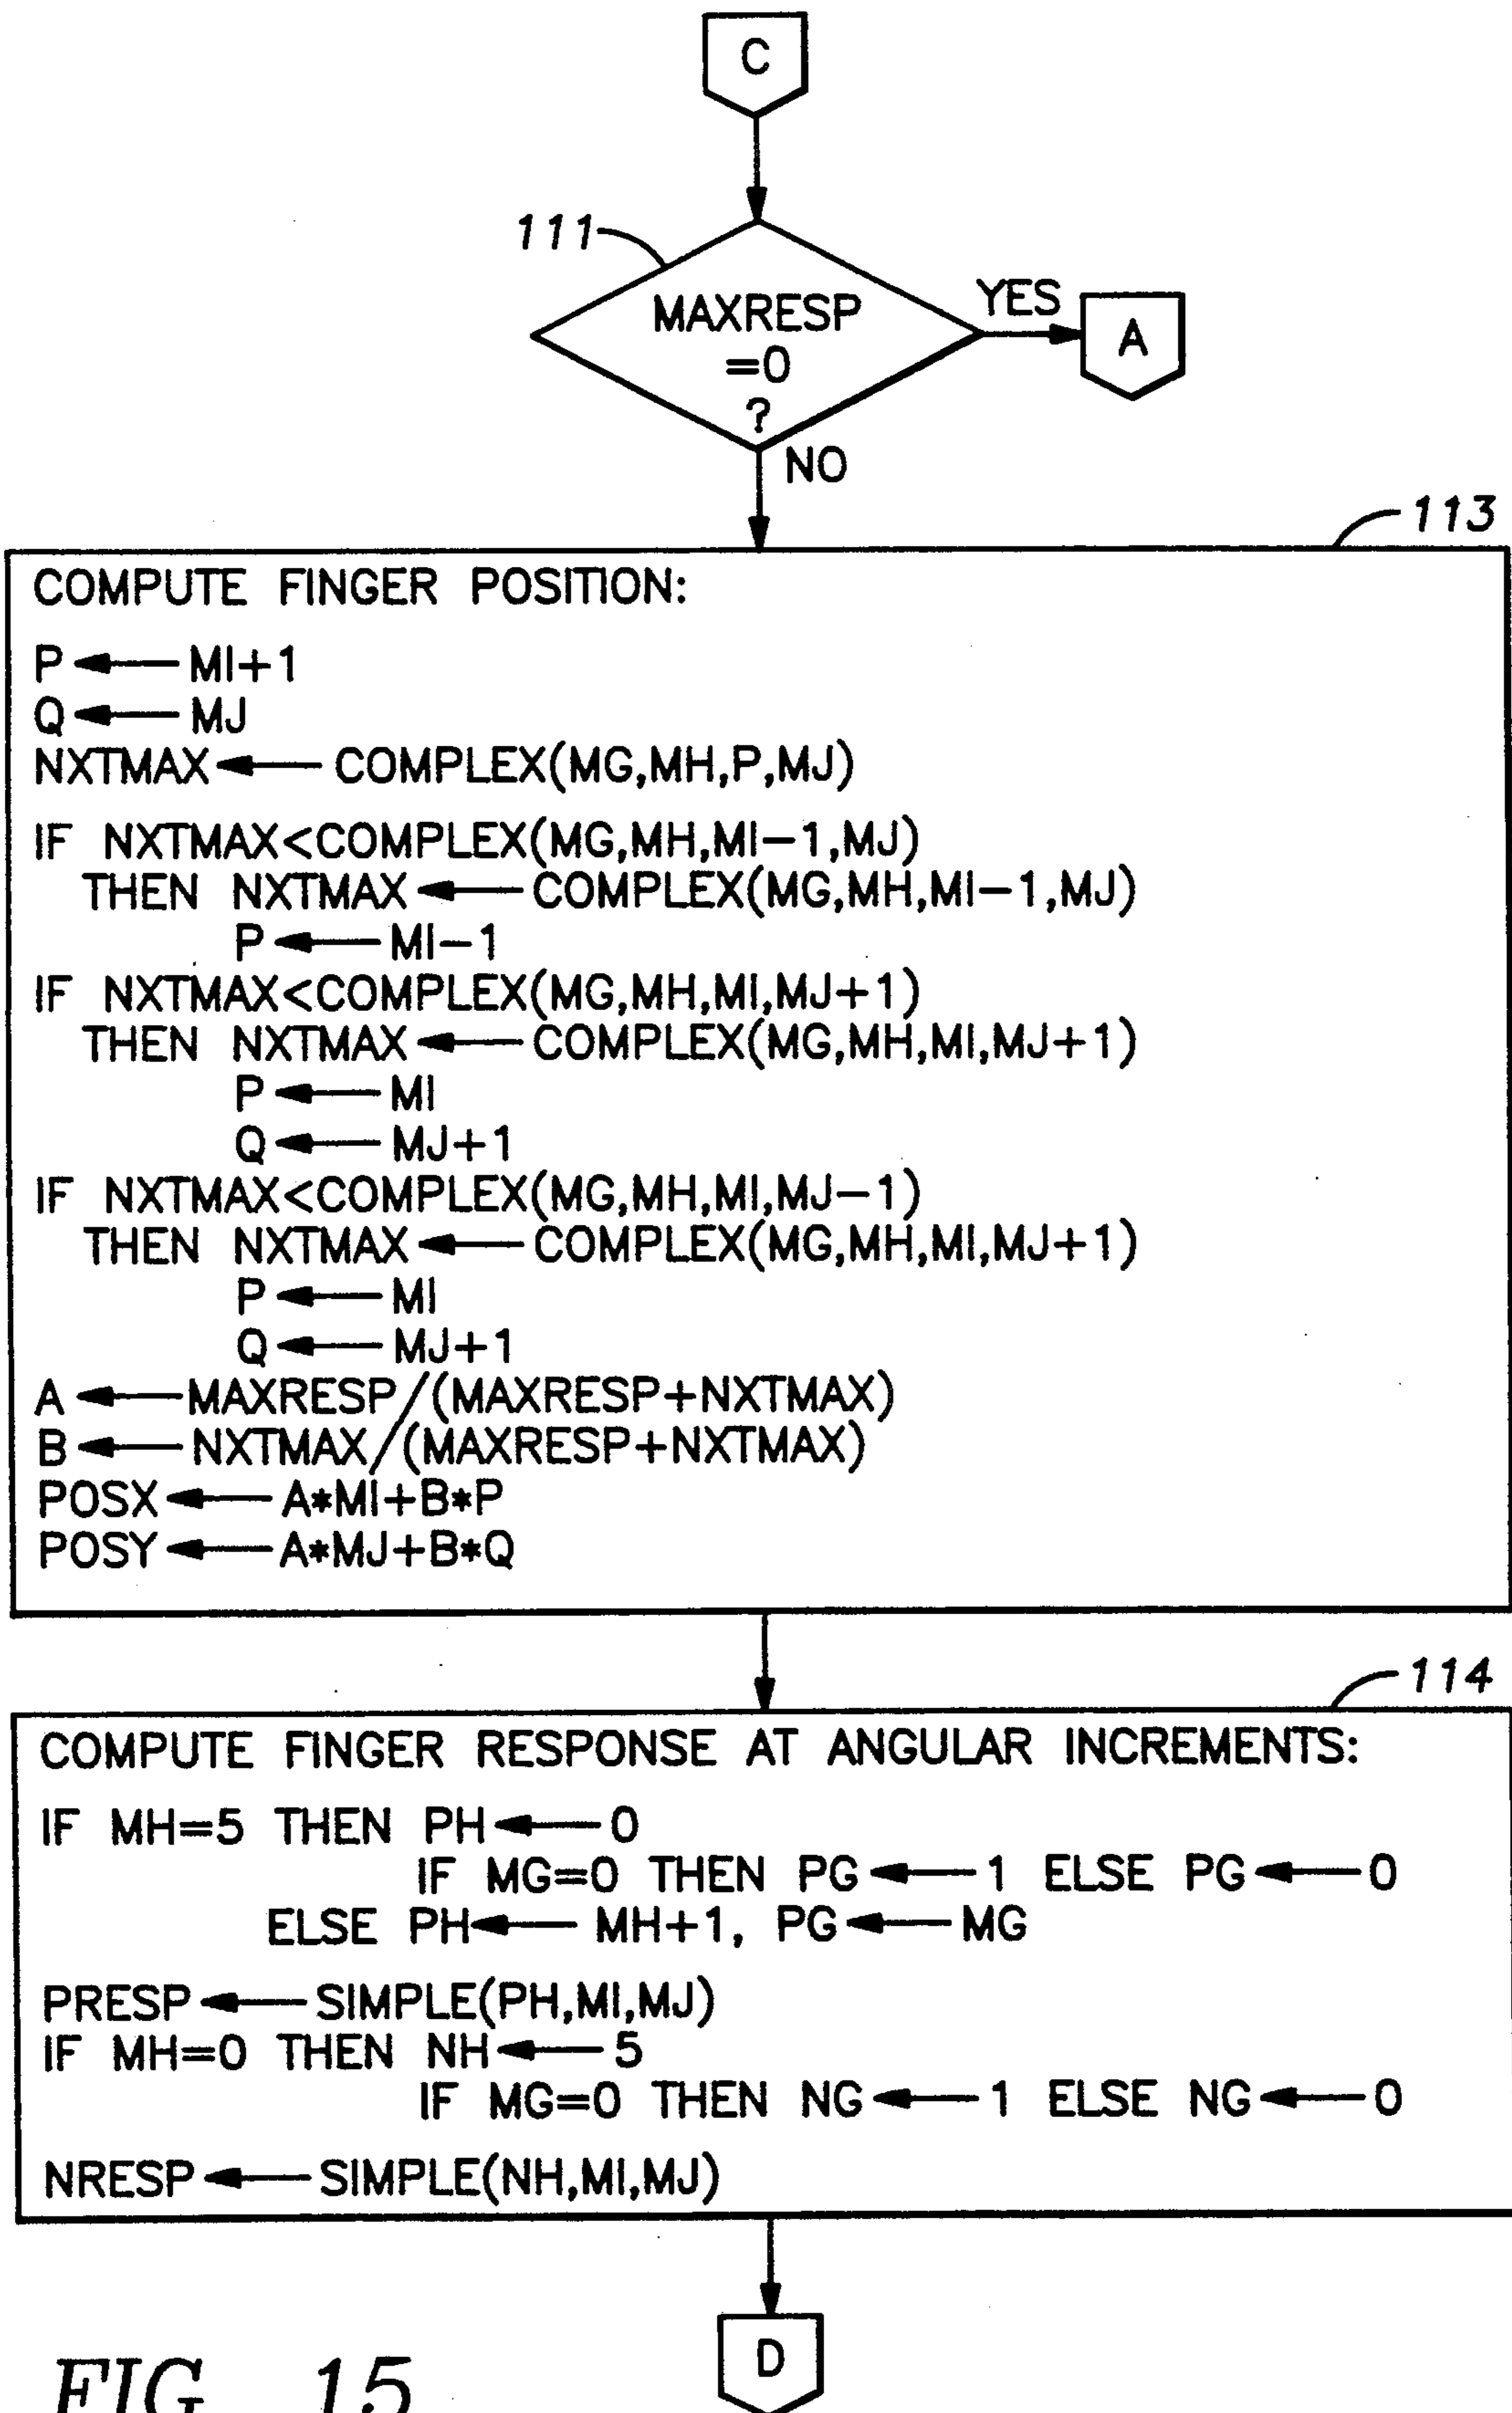 C
111
MAXRESP
=0
?
YES
A
NO
113
COMPUTE FINGER POSITION:
P ← MI+1
Q ← MJ
NXTMAX ← COMPLEX(MG,MH,P,MJ)
IF NXTMAX<COMPLEX(MG,MH,MI-1,MJ)
THEN NXTMAX ← COMPLEX(MG,MH,MI-1,MJ)
P ← MI-1
IF NXTMAX<COMPLEX(MG,MH,MI,MJ+1)
THEN NXTMAX ← COMPLEX(MG,MH,MI,MJ+1)
P ← MI
Q ← MJ+1
IF NXTMAX<COMPLEX(MG,MH,MI,MJ-1)
THEN NXTMAX ← COMPLEX(MG,MH,MI,MJ+1)
P ← MI
Q ← MJ+1
A ← MAXRESP/(MAXRESP+NXTMAX)
B ← NXTMAX/(MAXRESP+NXTMAX)
POSX ← A*MI+B*P
POSY ← A*MJ+B*Q
114
COMPUTE FINGER RESPONSE AT ANGULAR INCREMENTS:
IF MH=5 THEN PH ← 0
IF MG=0 THEN PG ← 1 ELSE PG ← 0
ELSE PH ← MH+1, PG ← MG
PRESP ← SIMPLE(PH,MI,MJ)
IF MH=0 THEN NH ← 5
IF MG=0 THEN NG ← 1 ELSE NG ← 0
NRESP ← SIMPLE(NH,MI,MJ)
D
FIG 15